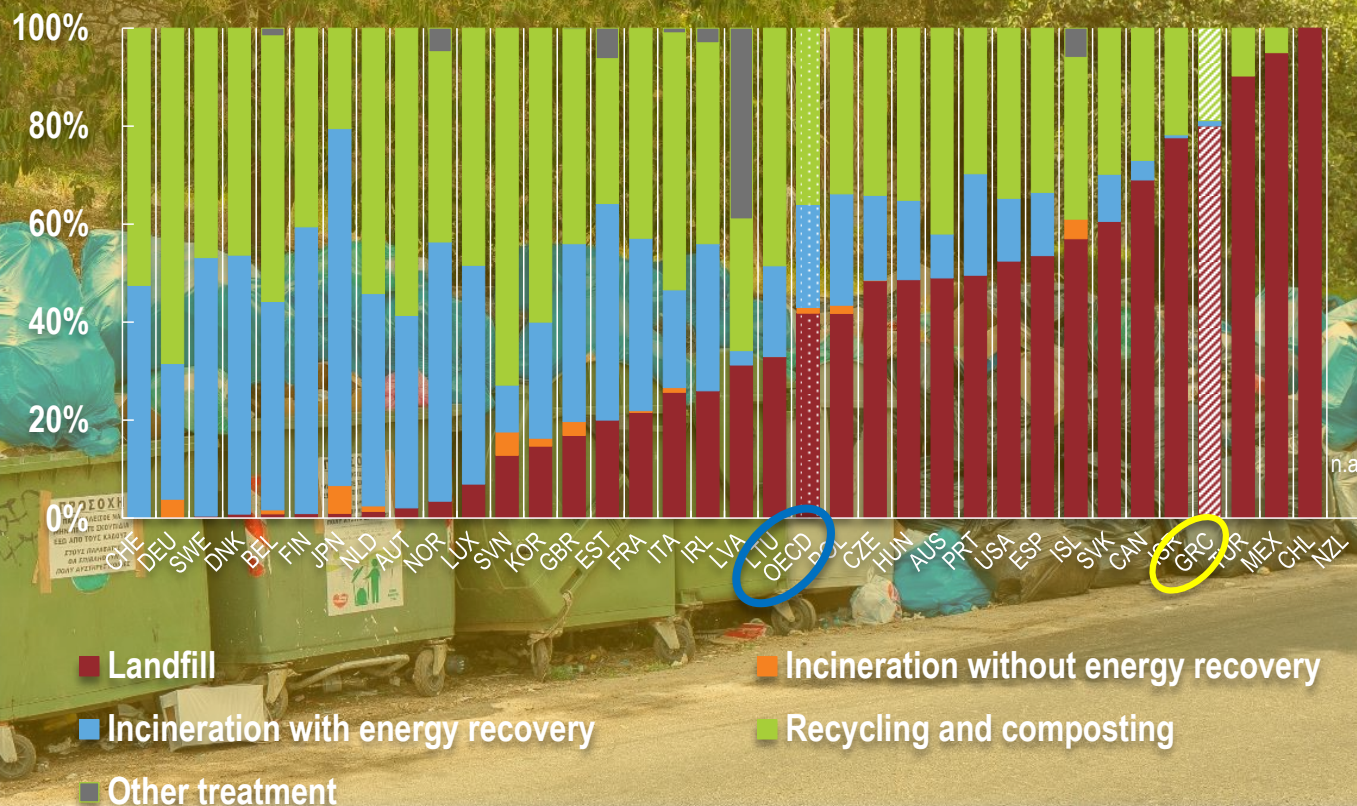 100%
80%
60%
40%
20%
0%
n.a
CHE DEU SWE DNK BEL FIN JPN NLD AUT NOR LUX SVN KOR GBR EST FRA ITA IRL LVA LTU OECD POL CZE HUN AUS PRT USA ESP ISL SVK CAN ISR GRC TUR MEX CHL NZL
Landfill
Incineration without energy recovery
Incineration with energy recovery
Recycling and composting
Other treatment